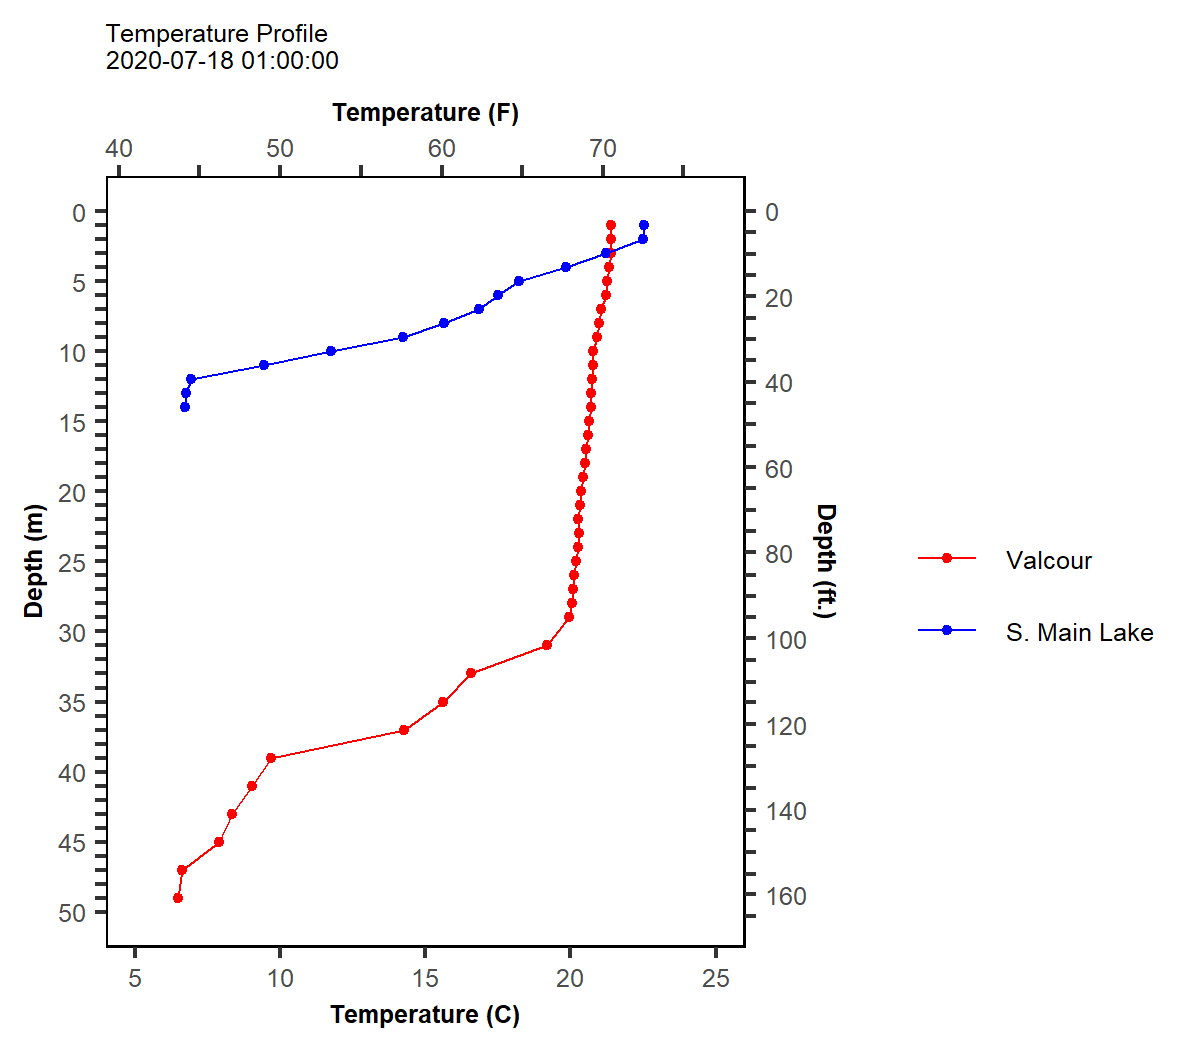 Temperature Profile
2020-07-18 01:00:00
Temperature (F)
40 50 60 70
0 0
5
20
10
40
15
60
20
Depth (m) Depth (ft.)
25 80
Valcour
30 100
S. Main Lake
35
120
40
140
45
160
50
5 10 15 20 25
Temperature (C)